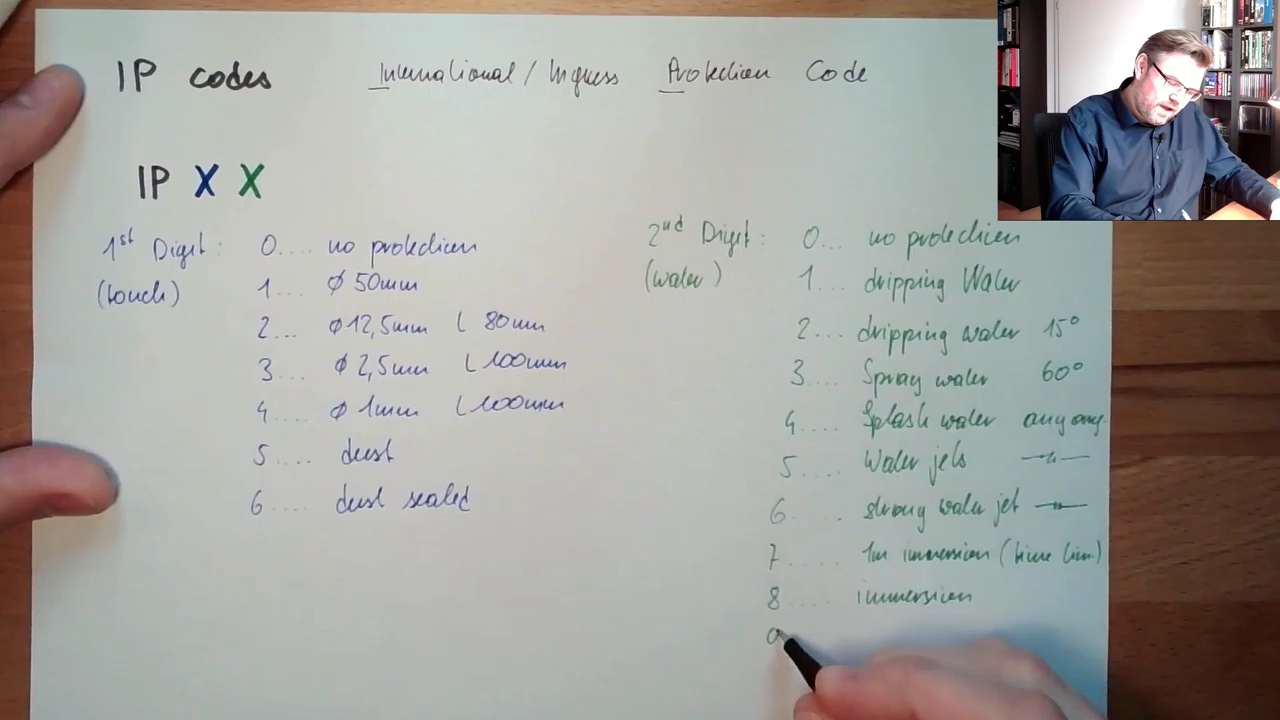 IP codes International / Ingress Protection Code
IP X X
1st Digit: 0.... no protection
(touch) 1... ϕ 50mm
2... ϕ 12,5mm L 80mm
3.... ϕ 2,5mm L 100mm
4.... ϕ 1mm L 100mm
5.... dust
6.... dust sealed
2nd Digit: 0... no protection
(water) 1... dripping Water
2.... dripping water 15°
3.... Spray water 60°
4.... Splash water any ang.
5.... Water jets —"—
6.... strong water jet —"—
7..... 1m immersion (time lim.)
8.... immersion